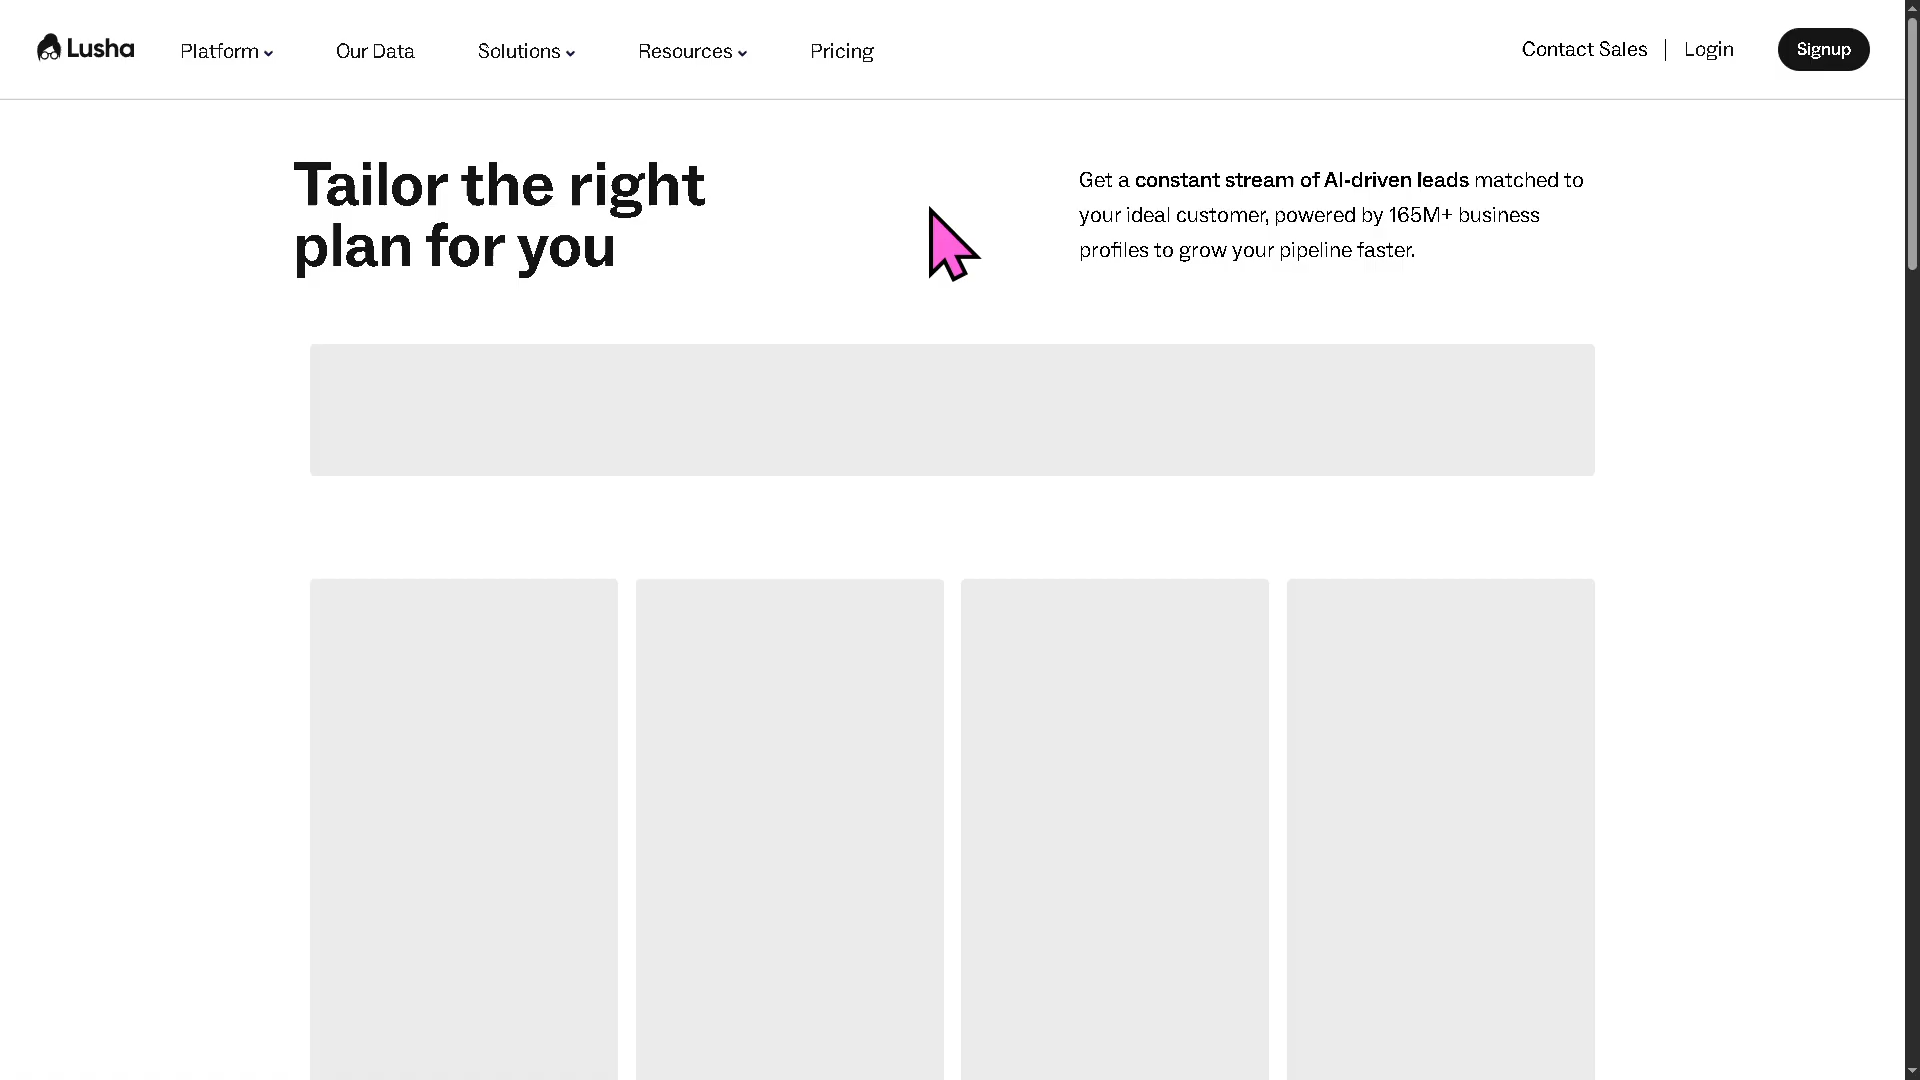 Lusha
Platform
Our Data
Solutions
Resources
Pricing
Contact Sales
Login
Signup
Tailor the right
plan for you
Get a constant stream of AI-driven leads matched to
your ideal customer, powered by 165M+ business
profiles to grow your pipeline faster.